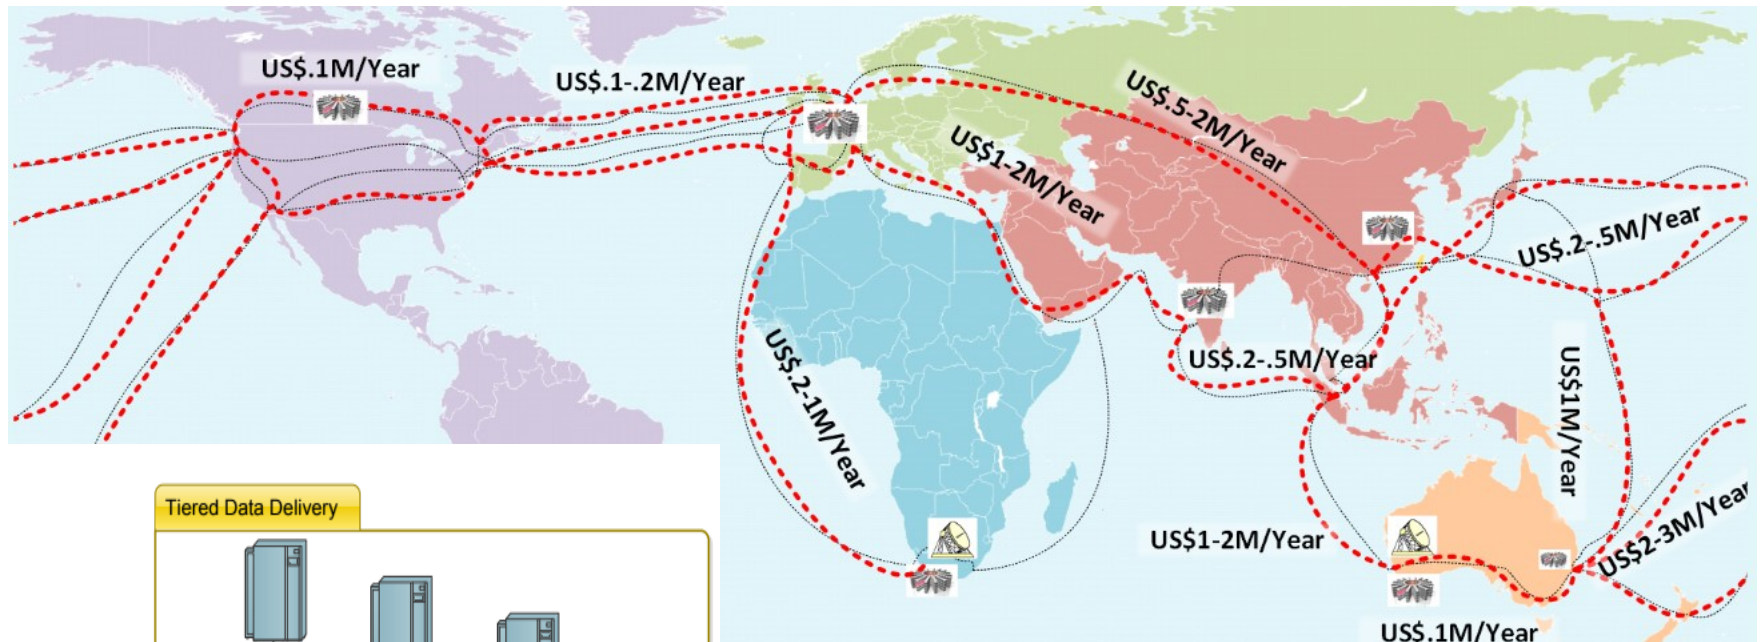 US$.1M/Year
US$.1-.2M/Year
US$.5-2M/Year
US$1-2M/Year
US$.2-.5M/Year
US$.2-1M/Year
US$.2-.5M/Year
US$1M/Year
US$1-2M/Year
US$2-3M/Year
US$.1M/Year
Tiered Data Delivery